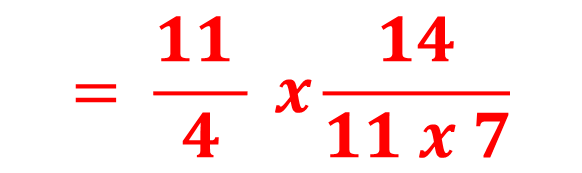 = 11/4 x 14/(11 x 7)